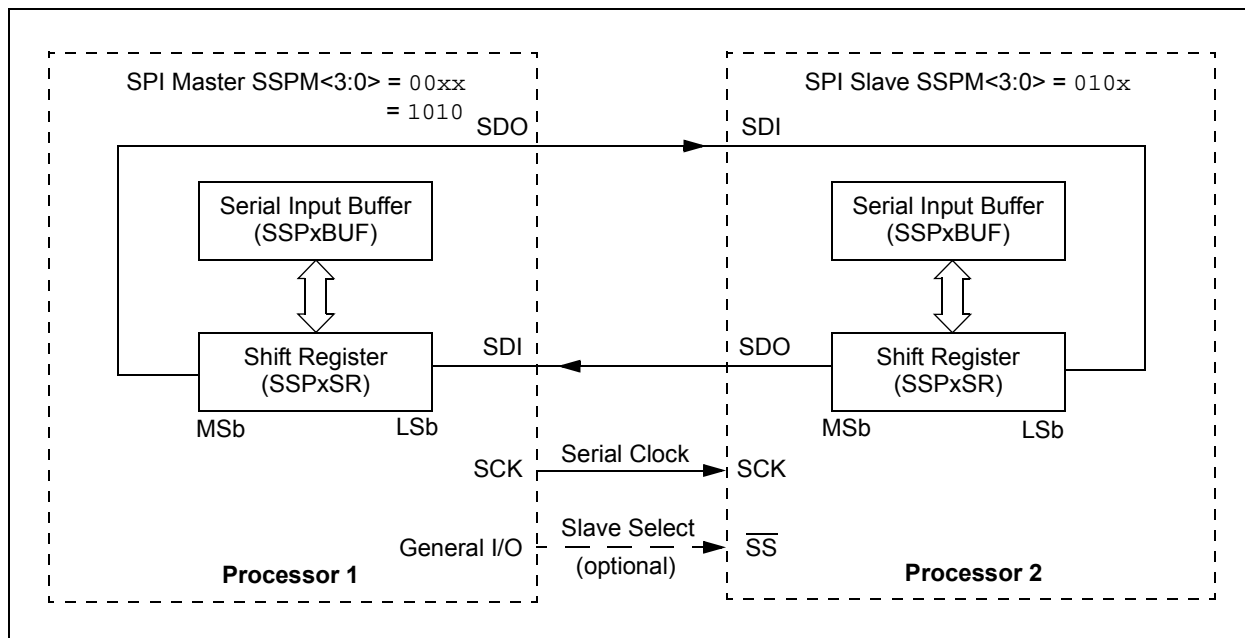 SPI Master SSPM<3:0> = 00xx
= 1010
SDO
Serial Input Buffer
(SSPxBUF)
Shift Register
(SSPxSR)
MSb
LSb
SDI
SCK
General I/O
Processor 1
Serial Clock
Slave Select
(optional)
SPI Slave SSPM<3:0> = 010x
SDI
Serial Input Buffer
(SSPxBUF)
SDO
Shift Register
(SSPxSR)
MSb
LSb
SCK
S̅S̅
Processor 2